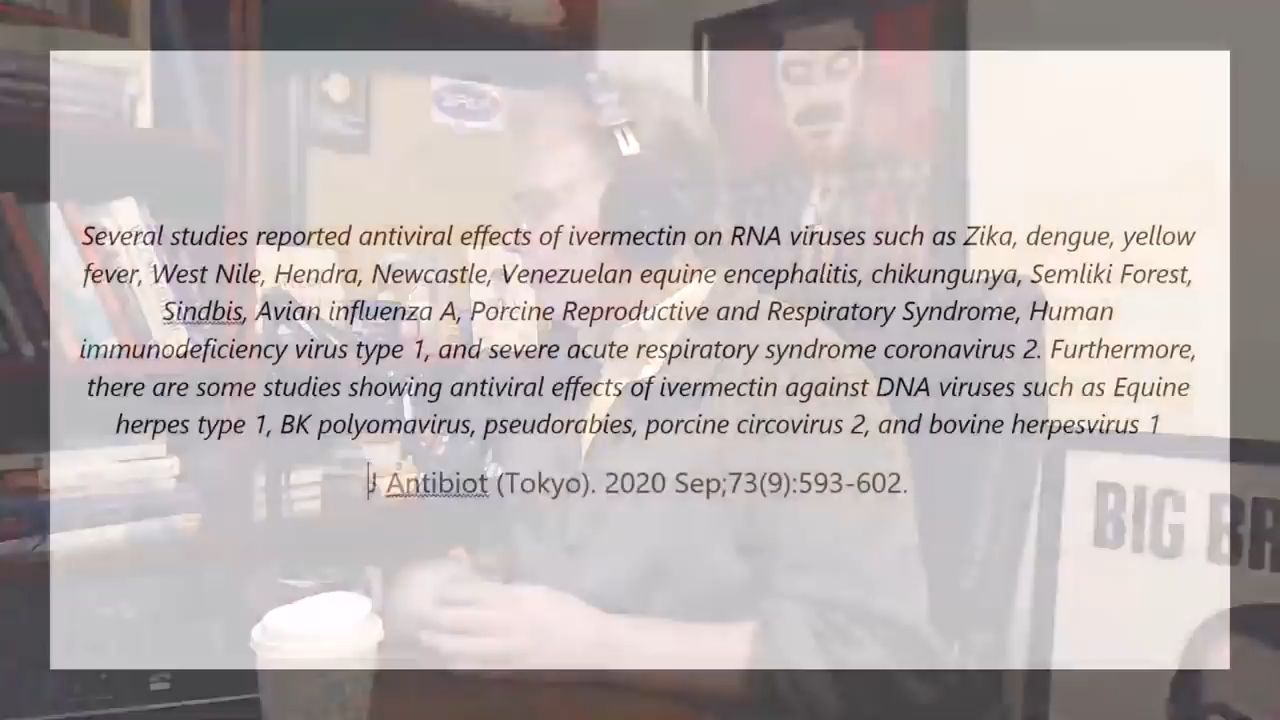 Several studies reported antiviral effects of ivermectin on RNA viruses such as Zika, dengue, yellow
fever, West Nile, Hendra, Newcastle, Venezuelan equine encephalitis, chikungunya, Semliki Forest,
Sindbis, Avian influenza A, Porcine Reproductive and Respiratory Syndrome, Human
immunodeficiency virus type 1, and severe acute respiratory syndrome coronavirus 2. Furthermore,
there are some studies showing antiviral effects of ivermectin against DNA viruses such as Equine
herpes type 1, BK polyomavirus, pseudorabies, porcine circovirus 2, and bovine herpesvirus 1
J Antibiot (Tokyo). 2020 Sep;73(9):593-602.
BIG